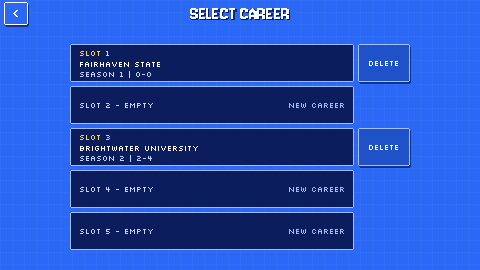 <
SELECT CAREER
SLOT 1
FAIRHAVEN STATE
SEASON 1 | 0-0
DELETE
SLOT 2 - EMPTY NEW CAREER
SLOT 3
BRIGHTWATER UNIVERSITY
SEASON 2 | 2-4
DELETE
SLOT 4 - EMPTY NEW CAREER
SLOT 5 - EMPTY NEW CAREER